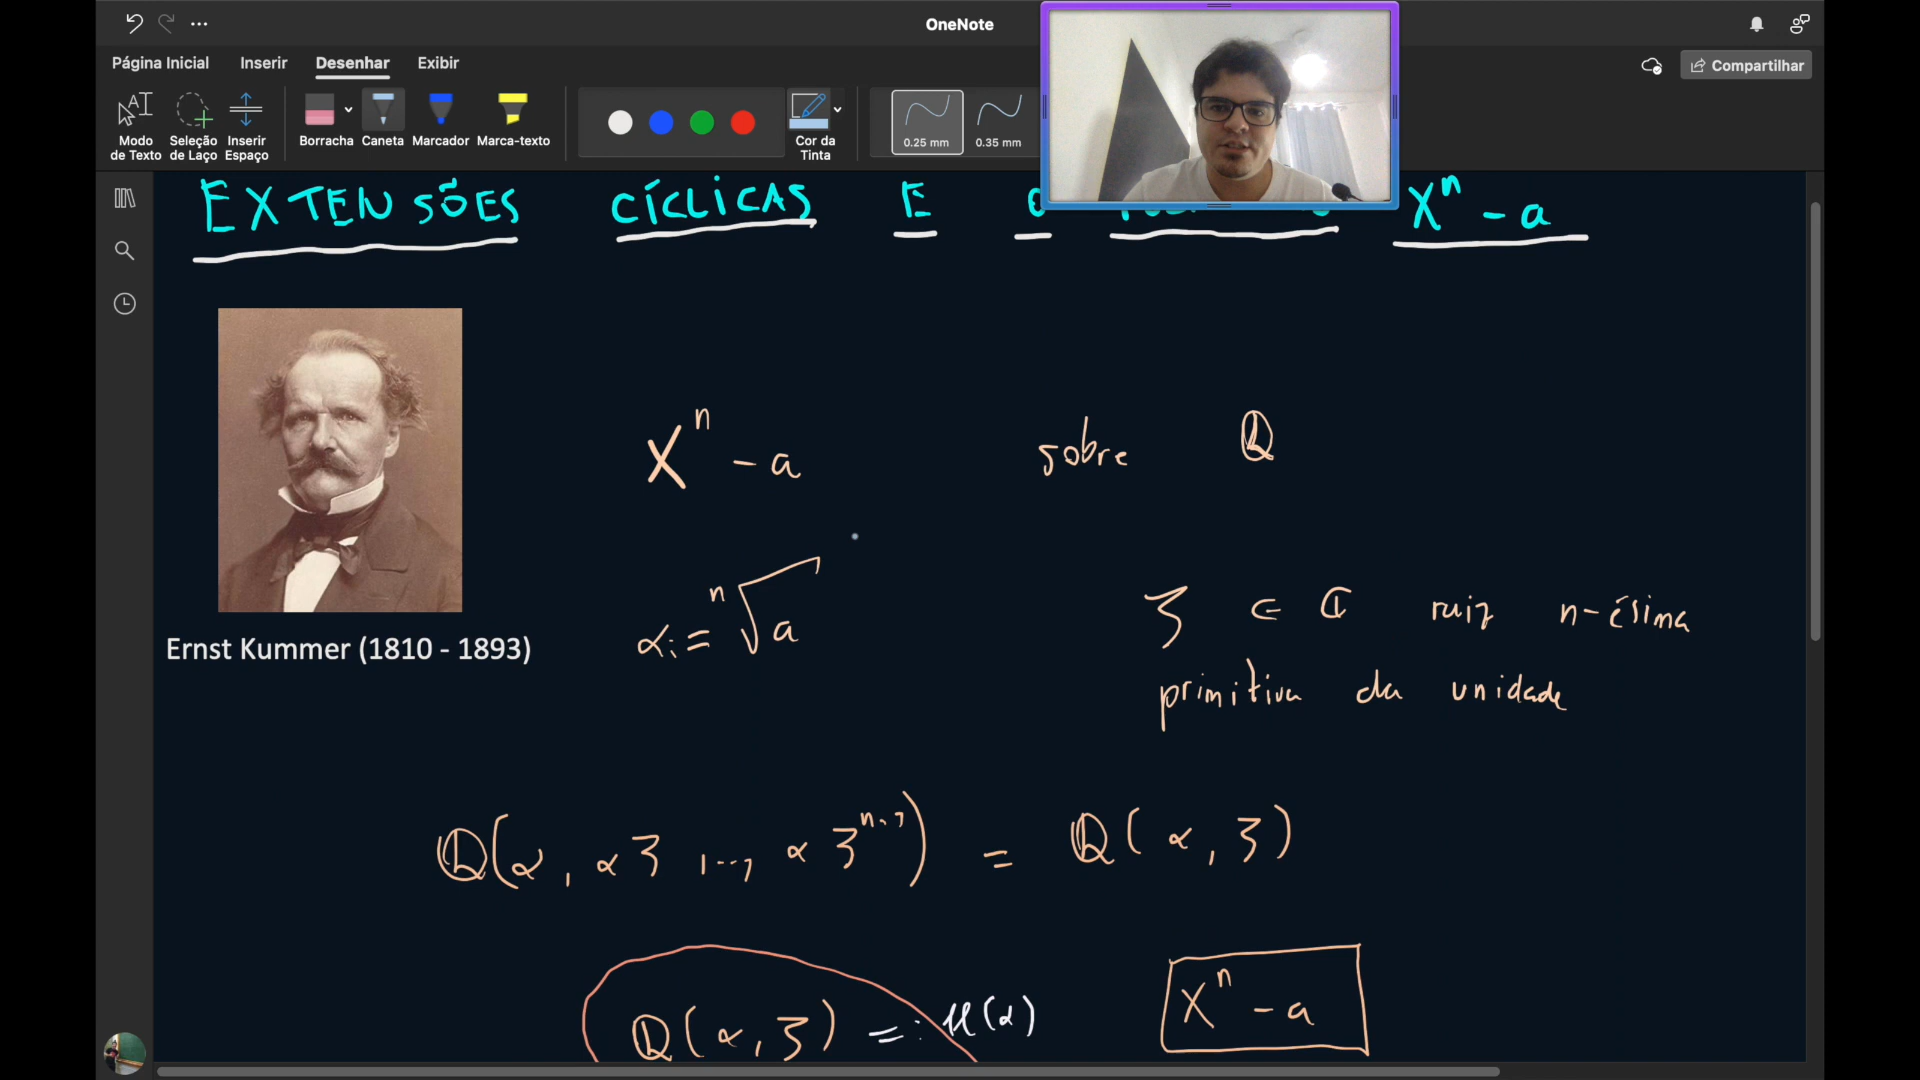 OneNote
Página Inicial Inserir Desenhar Exibir
Compartilhar
Modo de Texto
Seleção de Laço
Inserir Espaço
Borracha
Caneta
Marcador
Marca-texto
Cor da Tinta
0.25 mm
0.35 mm
EXTENSÕES CÍCLICAS E O Xⁿ - a
Xⁿ - a sobre ℚ
αᵢ = ⁿ√a
ζ ∈ ℂ raiz n-ésima
primitiva da unidade
Ernst Kummer (1810 - 1893)
ℚ(α, αζ, ..., αζⁿ⁻¹) = ℚ(α, ζ)
ℚ(α, ζ) =: K(α)
Xⁿ - a